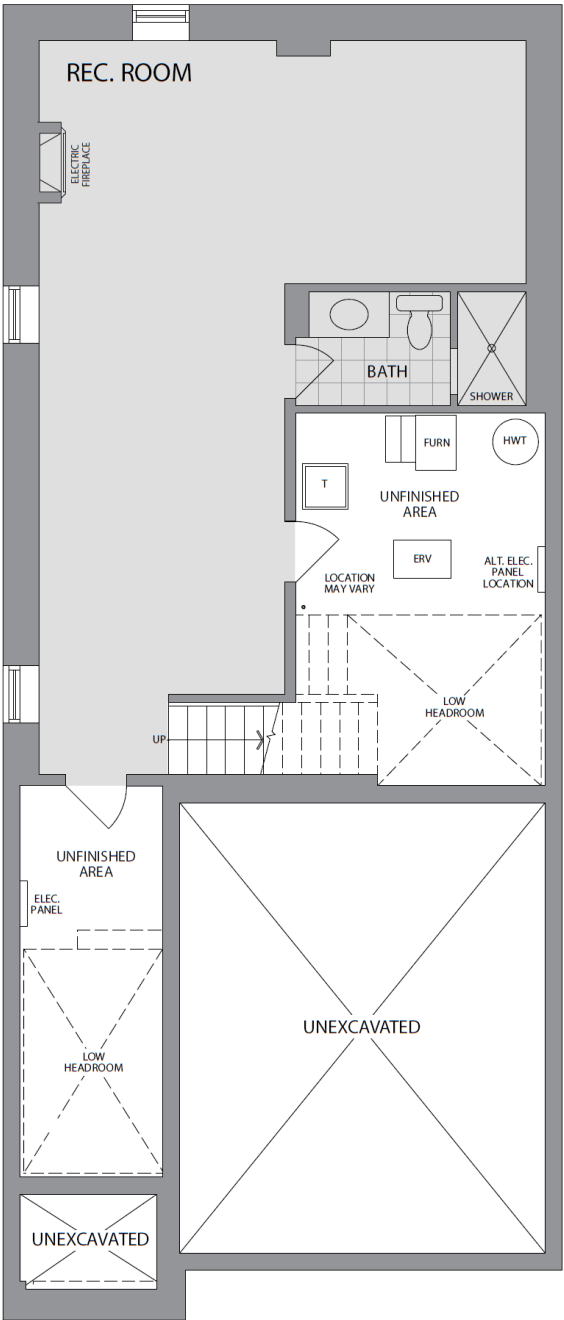 REC. ROOM
ELECTRIC
FIREPLACE
BATH
SHOWER
FURN
HWT
T
UNFINISHED
AREA
ERV
ALT. ELEC.
PANEL
LOCATION
LOCATION
MAY VARY
LOW
HEADROOM
UP
UNFINISHED
AREA
ELEC.
PANEL
UNEXCAVATED
LOW
HEADROOM
UNEXCAVATED